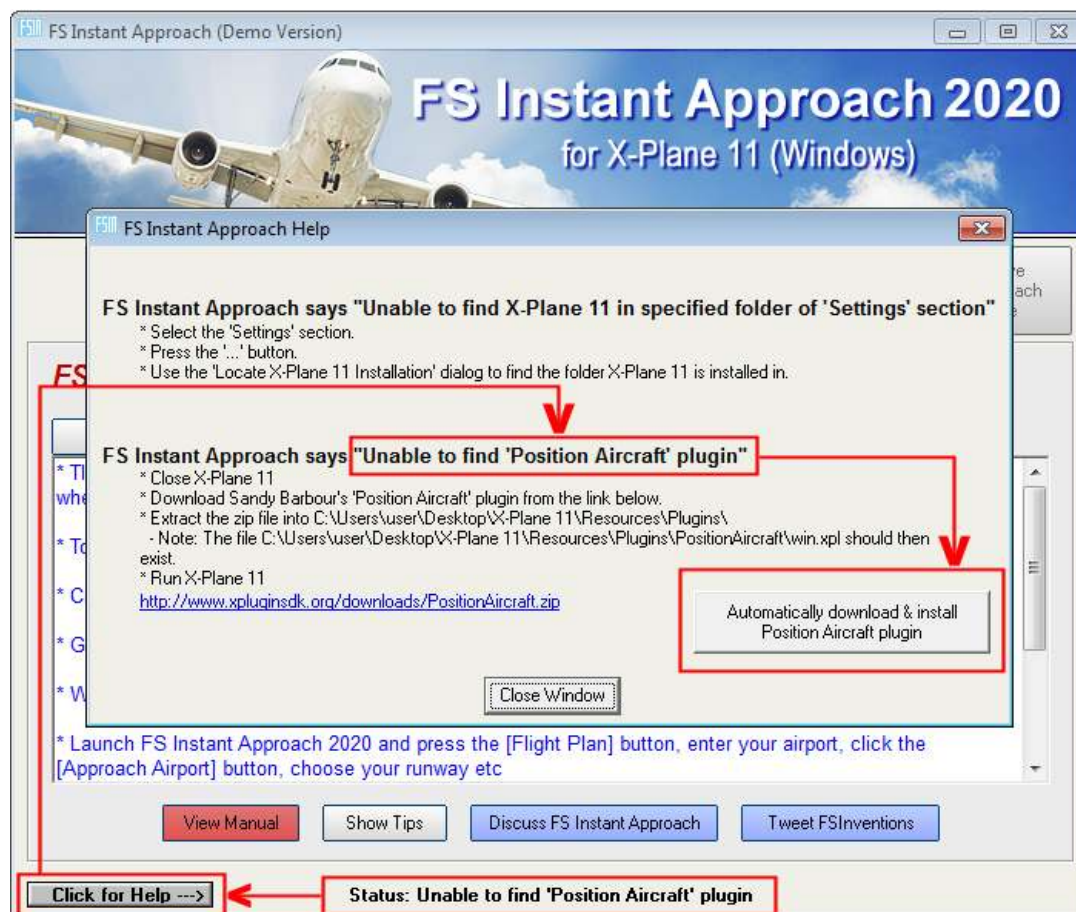 FSIII FS Instant Approach (Demo Version)
FS Instant Approach 2020
for X-Plane 11 (Windows)
FS Instant Approach Help
FS Instant Approach says "Unable to find X-Plane 11 in specified folder of 'Settings' section"
* Select the 'Settings' section.
* Press the '...' button.
* Use the 'Locate X-Plane 11 Installation' dialog to find the folder X-Plane 11 is installed in.
FS
FS Instant Approach says "Unable to find 'Position Aircraft' plugin"
* Close X-Plane 11
* Download Sandy Barbour's 'Position Aircraft' plugin from the link below.
* Extract the zip file into C:\Users\user\Desktop\X-Plane 11\Resources\Plugins\
- Note: The file C:\Users\user\Desktop\X-Plane 11\Resources\Plugins\PositionAircraft\win.xpl should then
exist.
* Run X-Plane 11
http://www.xpluginsdk.org/downloads/PositionAircraft.zip
Automatically download & install
Position Aircraft plugin
Close Window
* Launch FS Instant Approach 2020 and press the [Flight Plan] button, enter your airport, click the
[Approach Airport] button, choose your runway etc
View Manual
Show Tips
Discuss FS Instant Approach
Tweet FSInventions
Click for Help --->
Status: Unable to find 'Position Aircraft' plugin